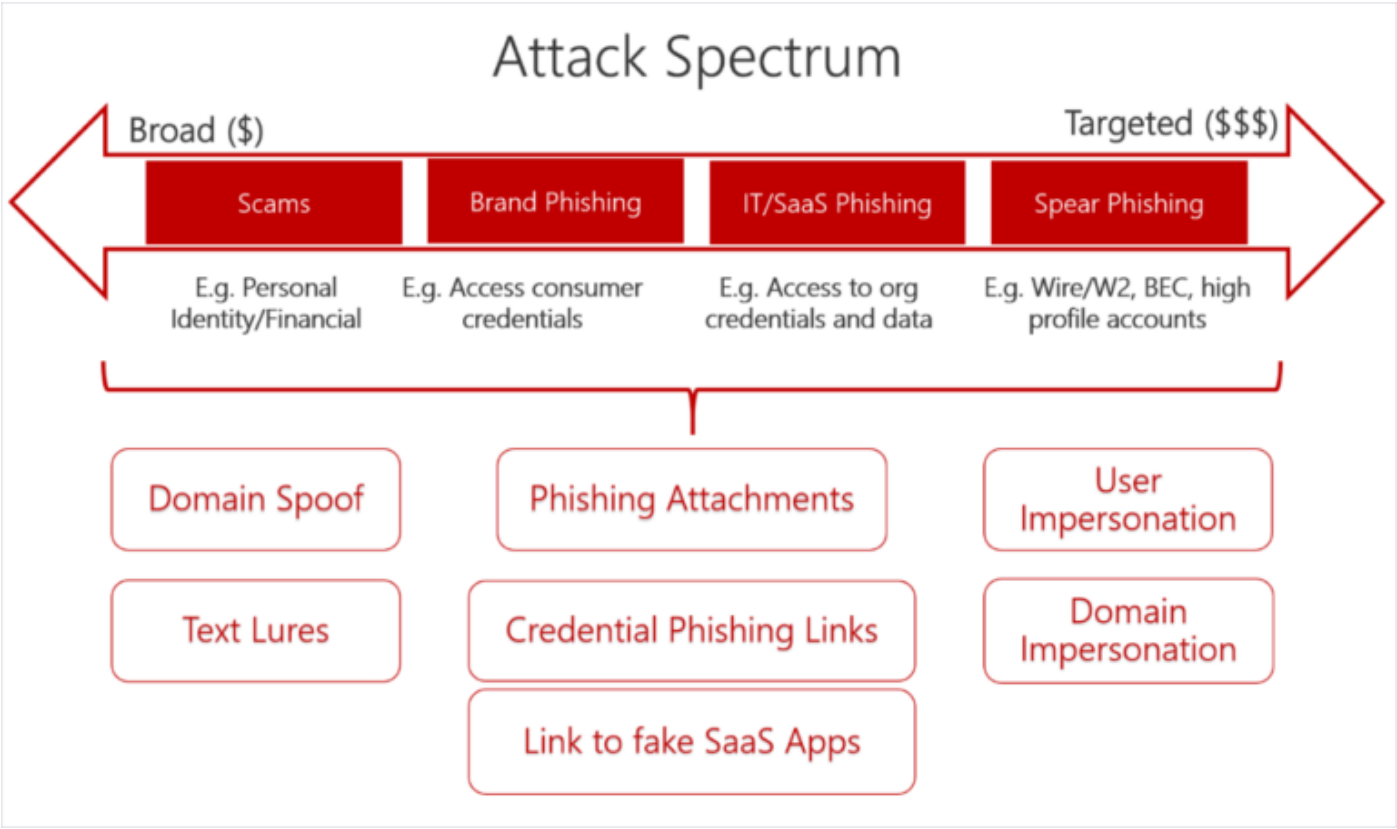 Attack Spectrum
Broad ($)
Targeted ($$$)
Scams
Brand Phishing
IT/SaaS Phishing
Spear Phishing
E.g. Personal
Identity/Financial
E.g. Access consumer
credentials
E.g. Access to org
credentials and data
E.g. Wire/W2, BEC, high
profile accounts
Domain Spoof
Phishing Attachments
User
Impersonation
Text Lures
Credential Phishing Links
Domain
Impersonation
Link to fake SaaS Apps